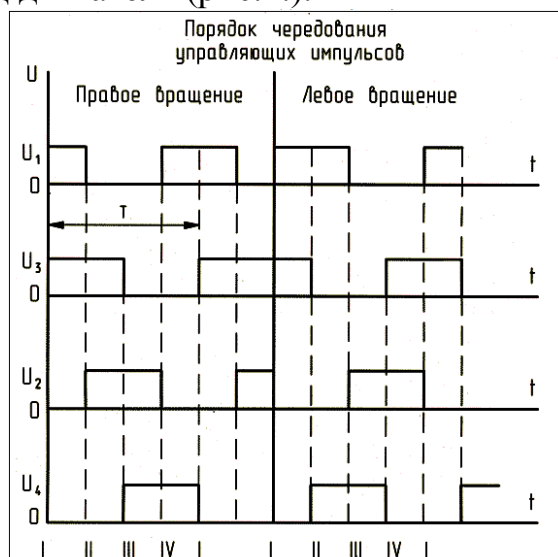 Порядок чередования
управляющих импульсов
U
Правое вращение Левое вращение
U₁
0 t
T
U₃
0 t
U₂
0 t
U₄
0 t
I II III IV I I II III IV I